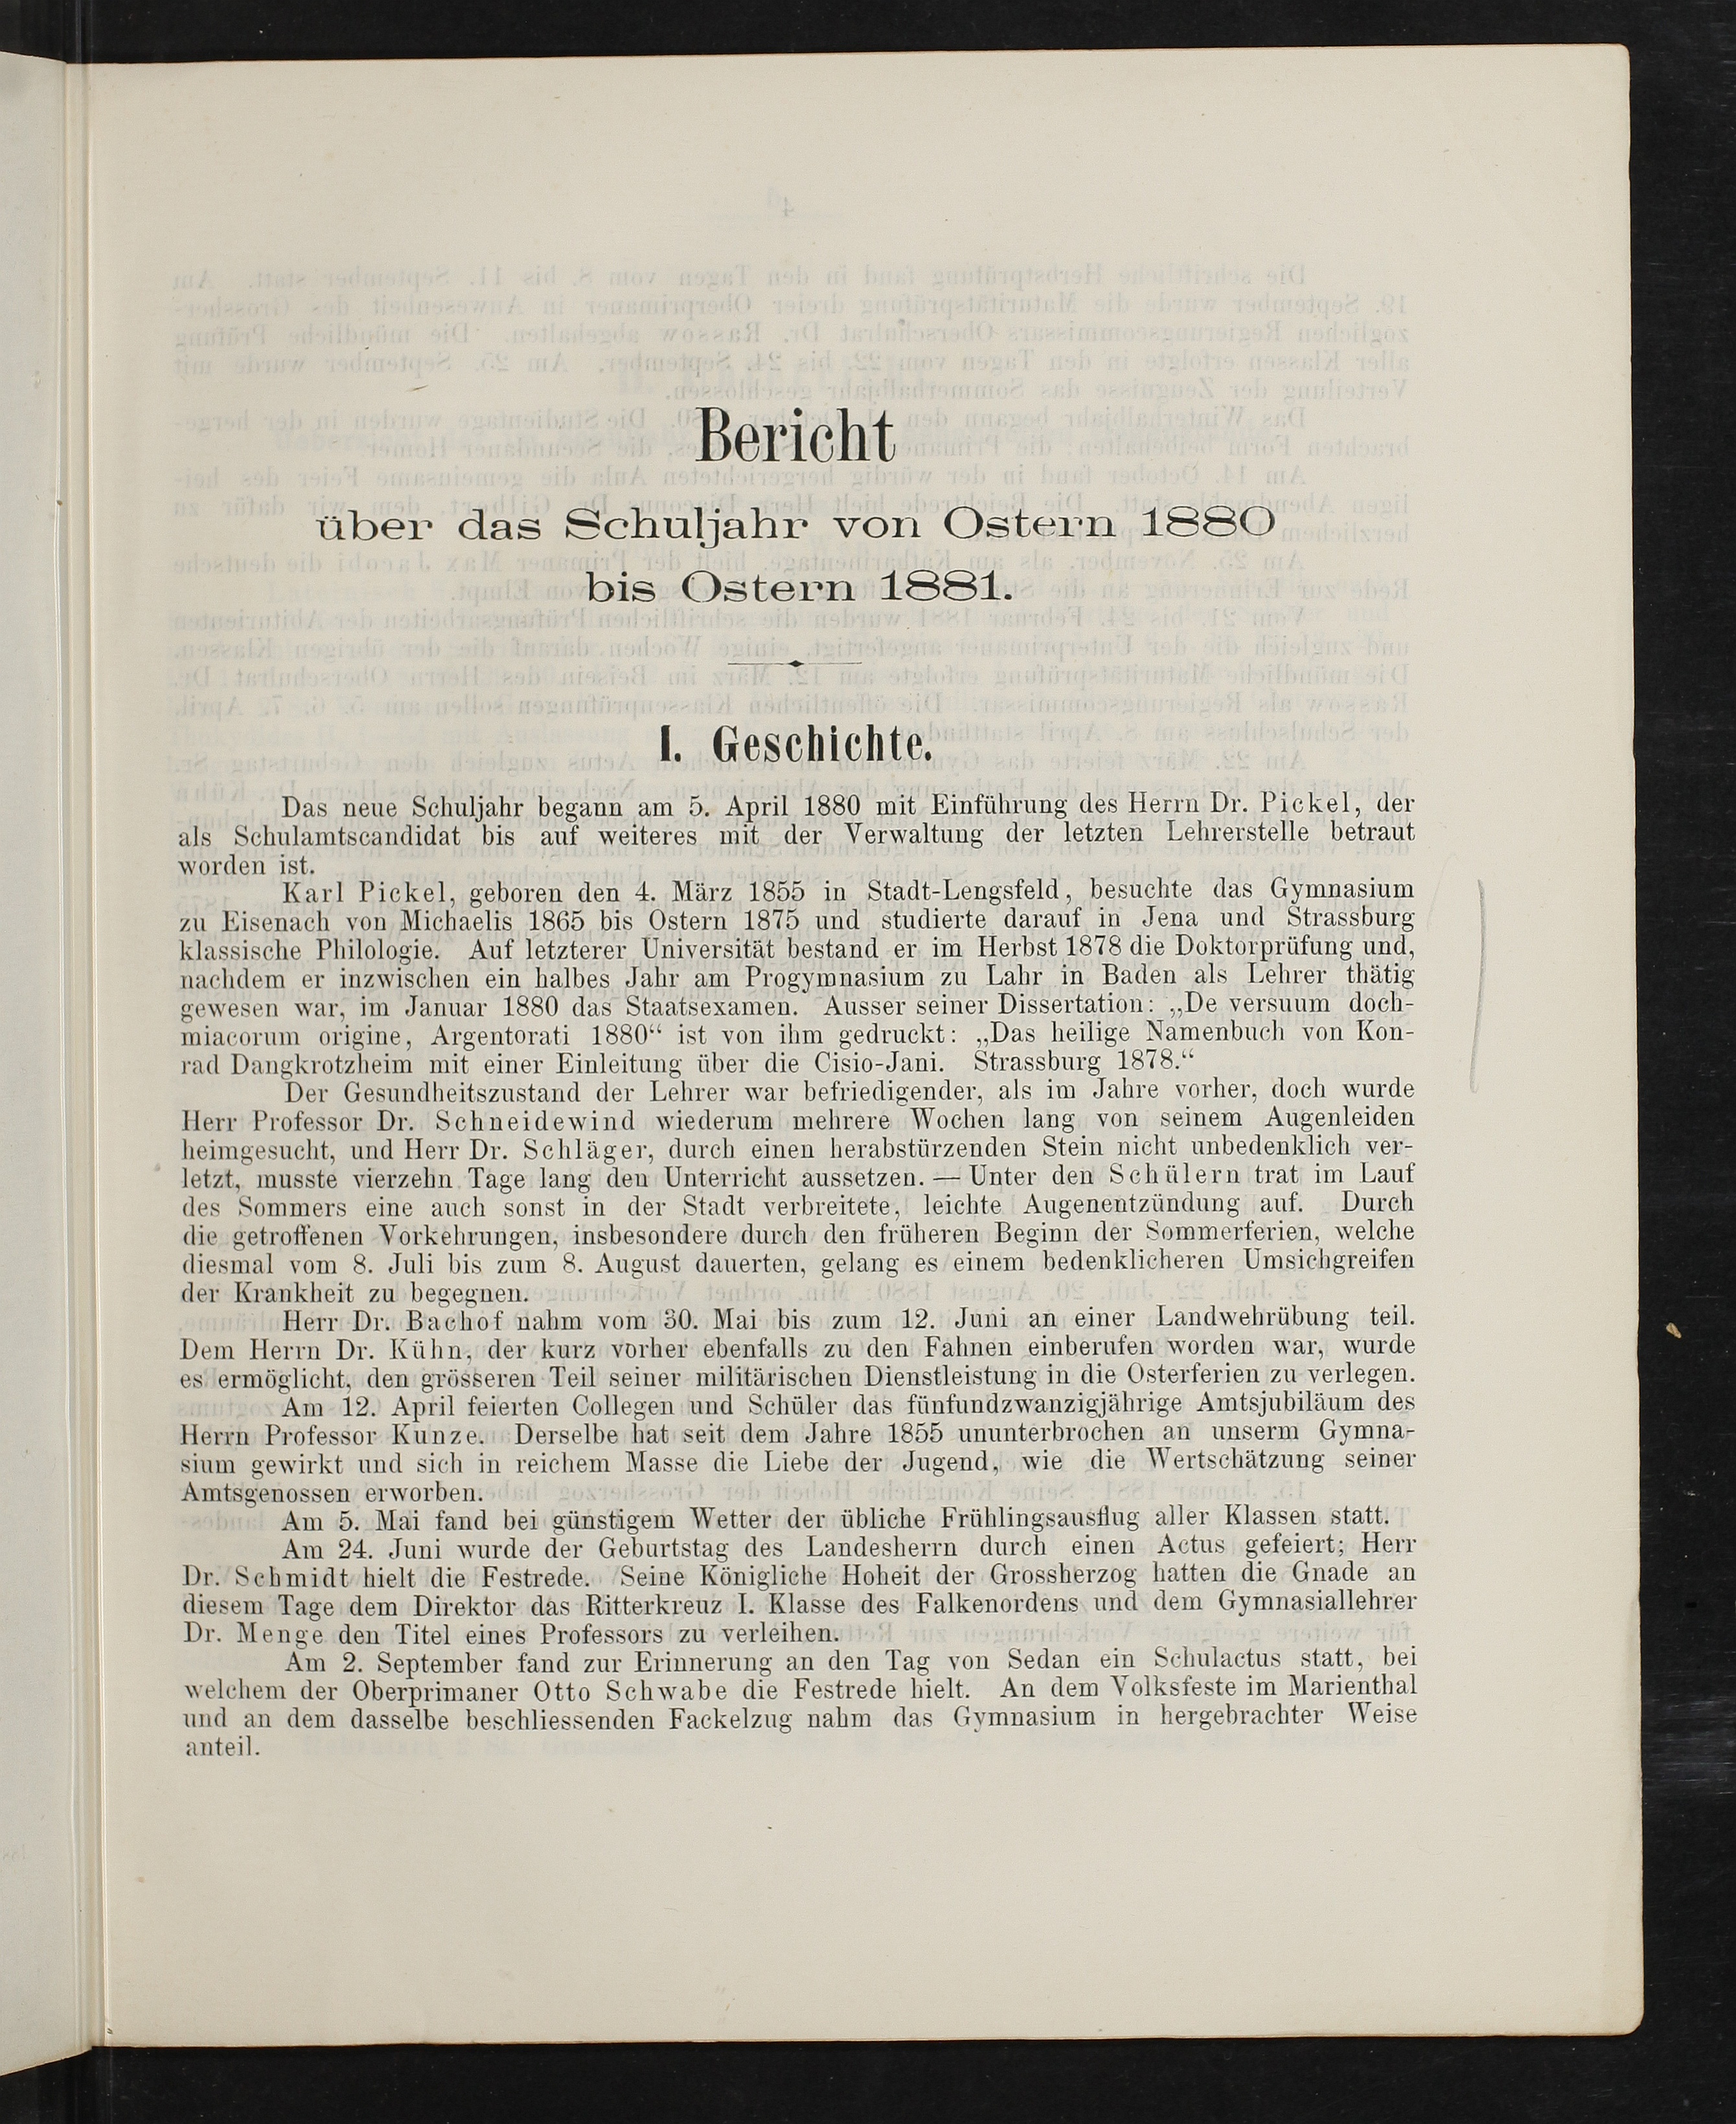 Bericht
über das Schuljahr von Ostern 1880
bis Ostern 1881.
I. Geschichte.
Das neue Schuljahr begann am 5. April 1880 mit Einführung des Herrn Dr. Pickel, der
als Schulamtscandidat bis auf weiteres mit der Verwaltung der letzten Lehrerstelle betraut
worden ist.
Karl Pickel, geboren den 4. März 1855 in Stadt-Lengsfeld, besuchte das Gymnasium
zu Eisenach von Michaelis 1865 bis Ostern 1875 und studierte darauf in Jena und Strassburg
klassische Philologie. Auf letzterer Universität bestand er im Herbst 1878 die Doktorprüfung und,
nachdem er inzwischen ein halbes Jahr am Progymnasium zu Lahr in Baden als Lehrer thätig
gewesen war, im Januar 1880 das Staatsexamen. Ausser seiner Dissertation: „De versuum doch-
miacorum origine, Argentorati 1880“ ist von ihm gedruckt: „Das heilige Namenbuch von Kon-
rad Dangkrotzheim mit einer Einleitung über die Cisio-Jani. Strassburg 1878.“
Der Gesundheitszustand der Lehrer war befriedigender, als im Jahre vorher, doch wurde
Herr Professor Dr. Schneidewind wiederum mehrere Wochen lang von seinem Augenleiden
heimgesucht, und Herr Dr. Schläger, durch einen herabstürzenden Stein nicht unbedenklich ver-
letzt, musste vierzehn Tage lang den Unterricht aussetzen. — Unter den Schülern trat im Lauf
des Sommers eine auch sonst in der Stadt verbreitete, leichte Augenentzündung auf. Durch
die getroffenen Vorkehrungen, insbesondere durch den früheren Beginn der Sommerferien, welche
diesmal vom 8. Juli bis zum 8. August dauerten, gelang es einem bedenklicheren Umsichgreifen
der Krankheit zu begegnen.
Herr Dr. Bachof nahm vom 30. Mai bis zum 12. Juni an einer Landwehrübung teil.
Dem Herrn Dr. Kühn, der kurz vorher ebenfalls zu den Fahnen einberufen worden war, wurde
es ermöglicht, den grösseren Teil seiner militärischen Dienstleistung in die Osterferien zu verlegen.
Am 12. April feierten Collegen und Schüler das fünfundzwanzigjährige Amtsjubiläum des
Herrn Professor Kunze. Derselbe hat seit dem Jahre 1855 ununterbrochen an unserm Gymna-
sium gewirkt und sich in reichem Masse die Liebe der Jugend, wie die Wertschätzung seiner
Amtsgenossen erworben.
Am 5. Mai fand bei günstigem Wetter der übliche Frühlingsausflug aller Klassen statt.
Am 24. Juni wurde der Geburtstag des Landesherrn durch einen Actus gefeiert; Herr
Dr. Schmidt hielt die Festrede. Seine Königliche Hoheit der Grossherzog hatten die Gnade an
diesem Tage dem Direktor das Ritterkreuz I. Klasse des Falkenordens und dem Gymnasiallehrer
Dr. Menge den Titel eines Professors zu verleihen.
Am 2. September fand zur Erinnerung an den Tag von Sedan ein Schulactus statt, bei
welchem der Oberprimaner Otto Schwabe die Festrede hielt. An dem Volksfeste im Marienthal
und an dem dasselbe beschliessenden Fackelzug nahm das Gymnasium in hergebrachter Weise
anteil.